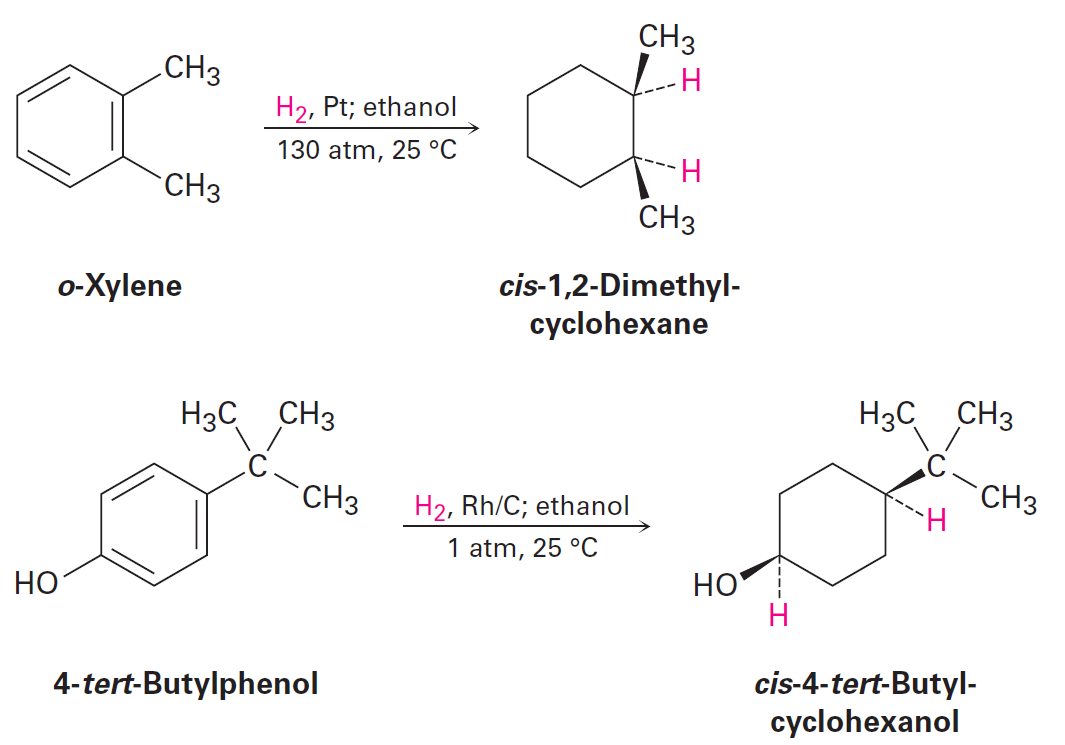 CH3
CH3
H2, Pt; ethanol
130 atm, 25 °C
CH3
H
H
CH3
o-Xylene
cis-1,2-Dimethyl-
cyclohexane
H3C CH3
C
CH3
HO
H2, Rh/C; ethanol
1 atm, 25 °C
H3C CH3
C
CH3
H
HO
H
4-tert-Butylphenol
cis-4-tert-Butyl-
cyclohexanol